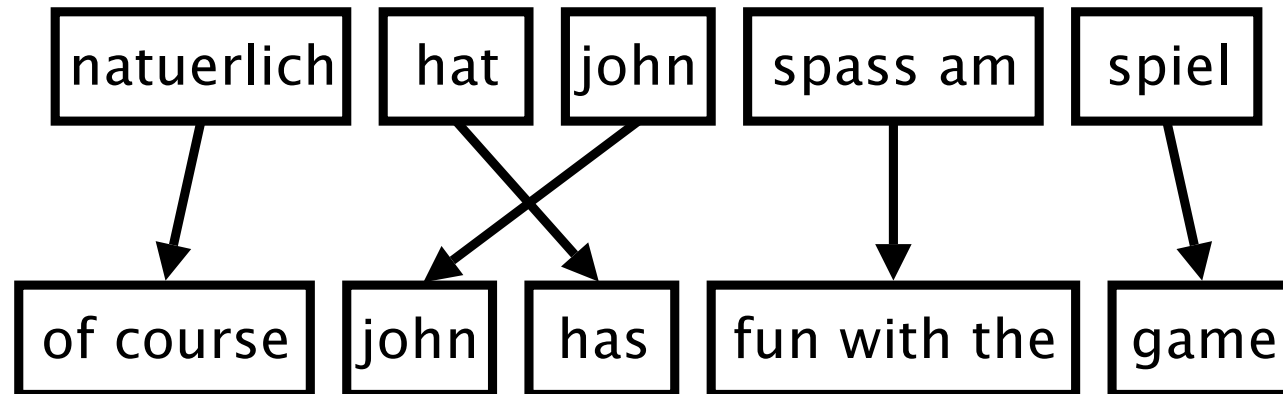 natuerlich hat john spass am spiel
of course john has fun with the game